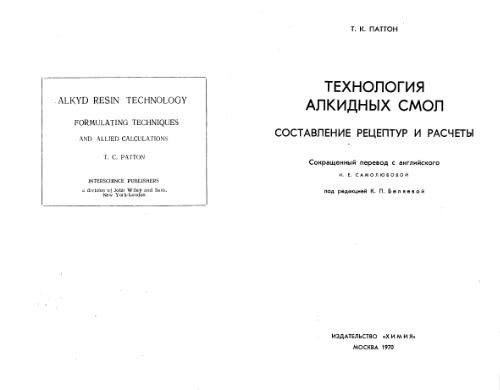 ALKYD RESIN TECHNOLOGY
FORMULATING TECHNIQUES
AND ALLIED CALCULATIONS
T. C. PATTON
INTERSCIENCE PUBLISHERS
a division of John Wiley and Sons,
New York-London
Т. К. ПАТТОН
ТЕХНОЛОГИЯ
АЛКИДНЫХ СМОЛ
СОСТАВЛЕНИЕ РЕЦЕПТУР И РАСЧЕТЫ
Сокращенный перевод с английского
Н. Е. САМОЛЮБОВОЙ
под редакцией К. П. Беляевой
ИЗДАТЕЛЬСТВО «ХИМИЯ»
МОСКВА 1970